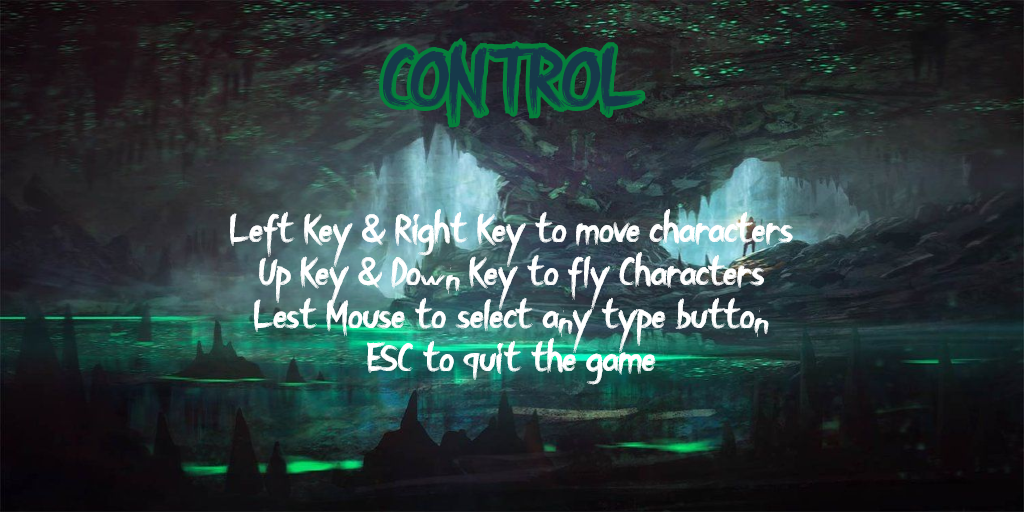 CONTROL
Left Key & Right Key to move characters
Up Key & Down Key to fly Characters
Lest Mouse to select any type button
ESC to quit the game